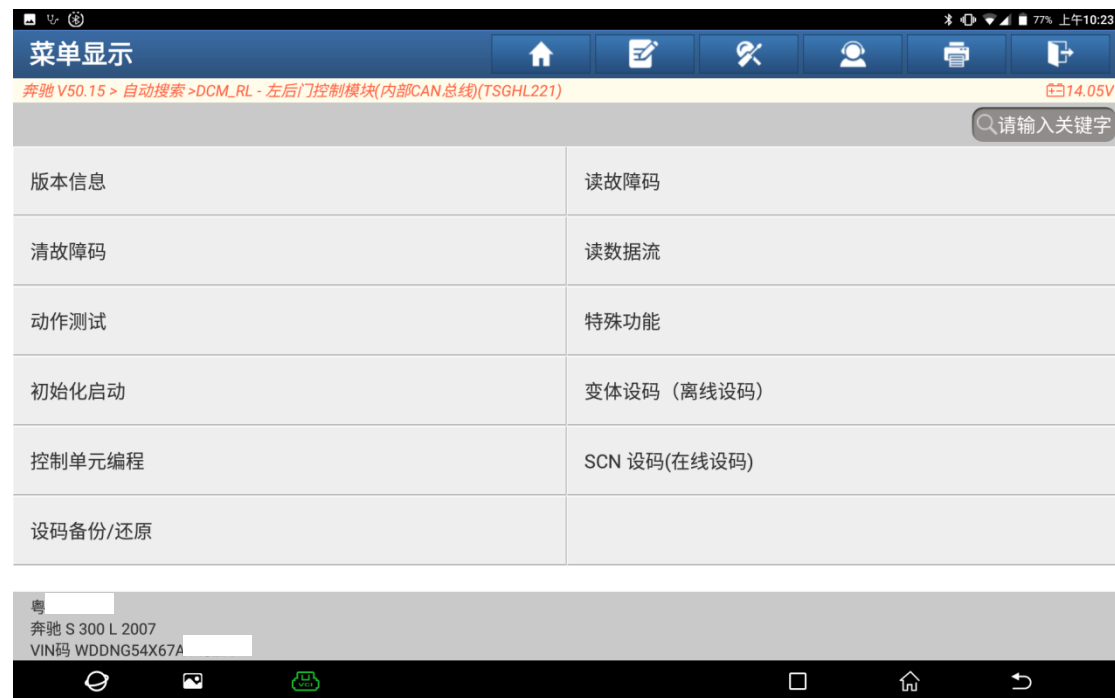 77% 上午10:23
菜单显示
奔驰 V50.15 > 自动搜索 >DCM_RL - 左后门控制模块(内部CAN总线)(TSGHL221) 14.05V
请输入关键字
版本信息 读故障码
清故障码 读数据流
动作测试 特殊功能
初始化启动 变体设码（离线设码）
控制单元编程 SCN 设码(在线设码)
设码备份/还原
粤
奔驰 S 300 L 2007
VIN码 WDDNG54X67A
VCI